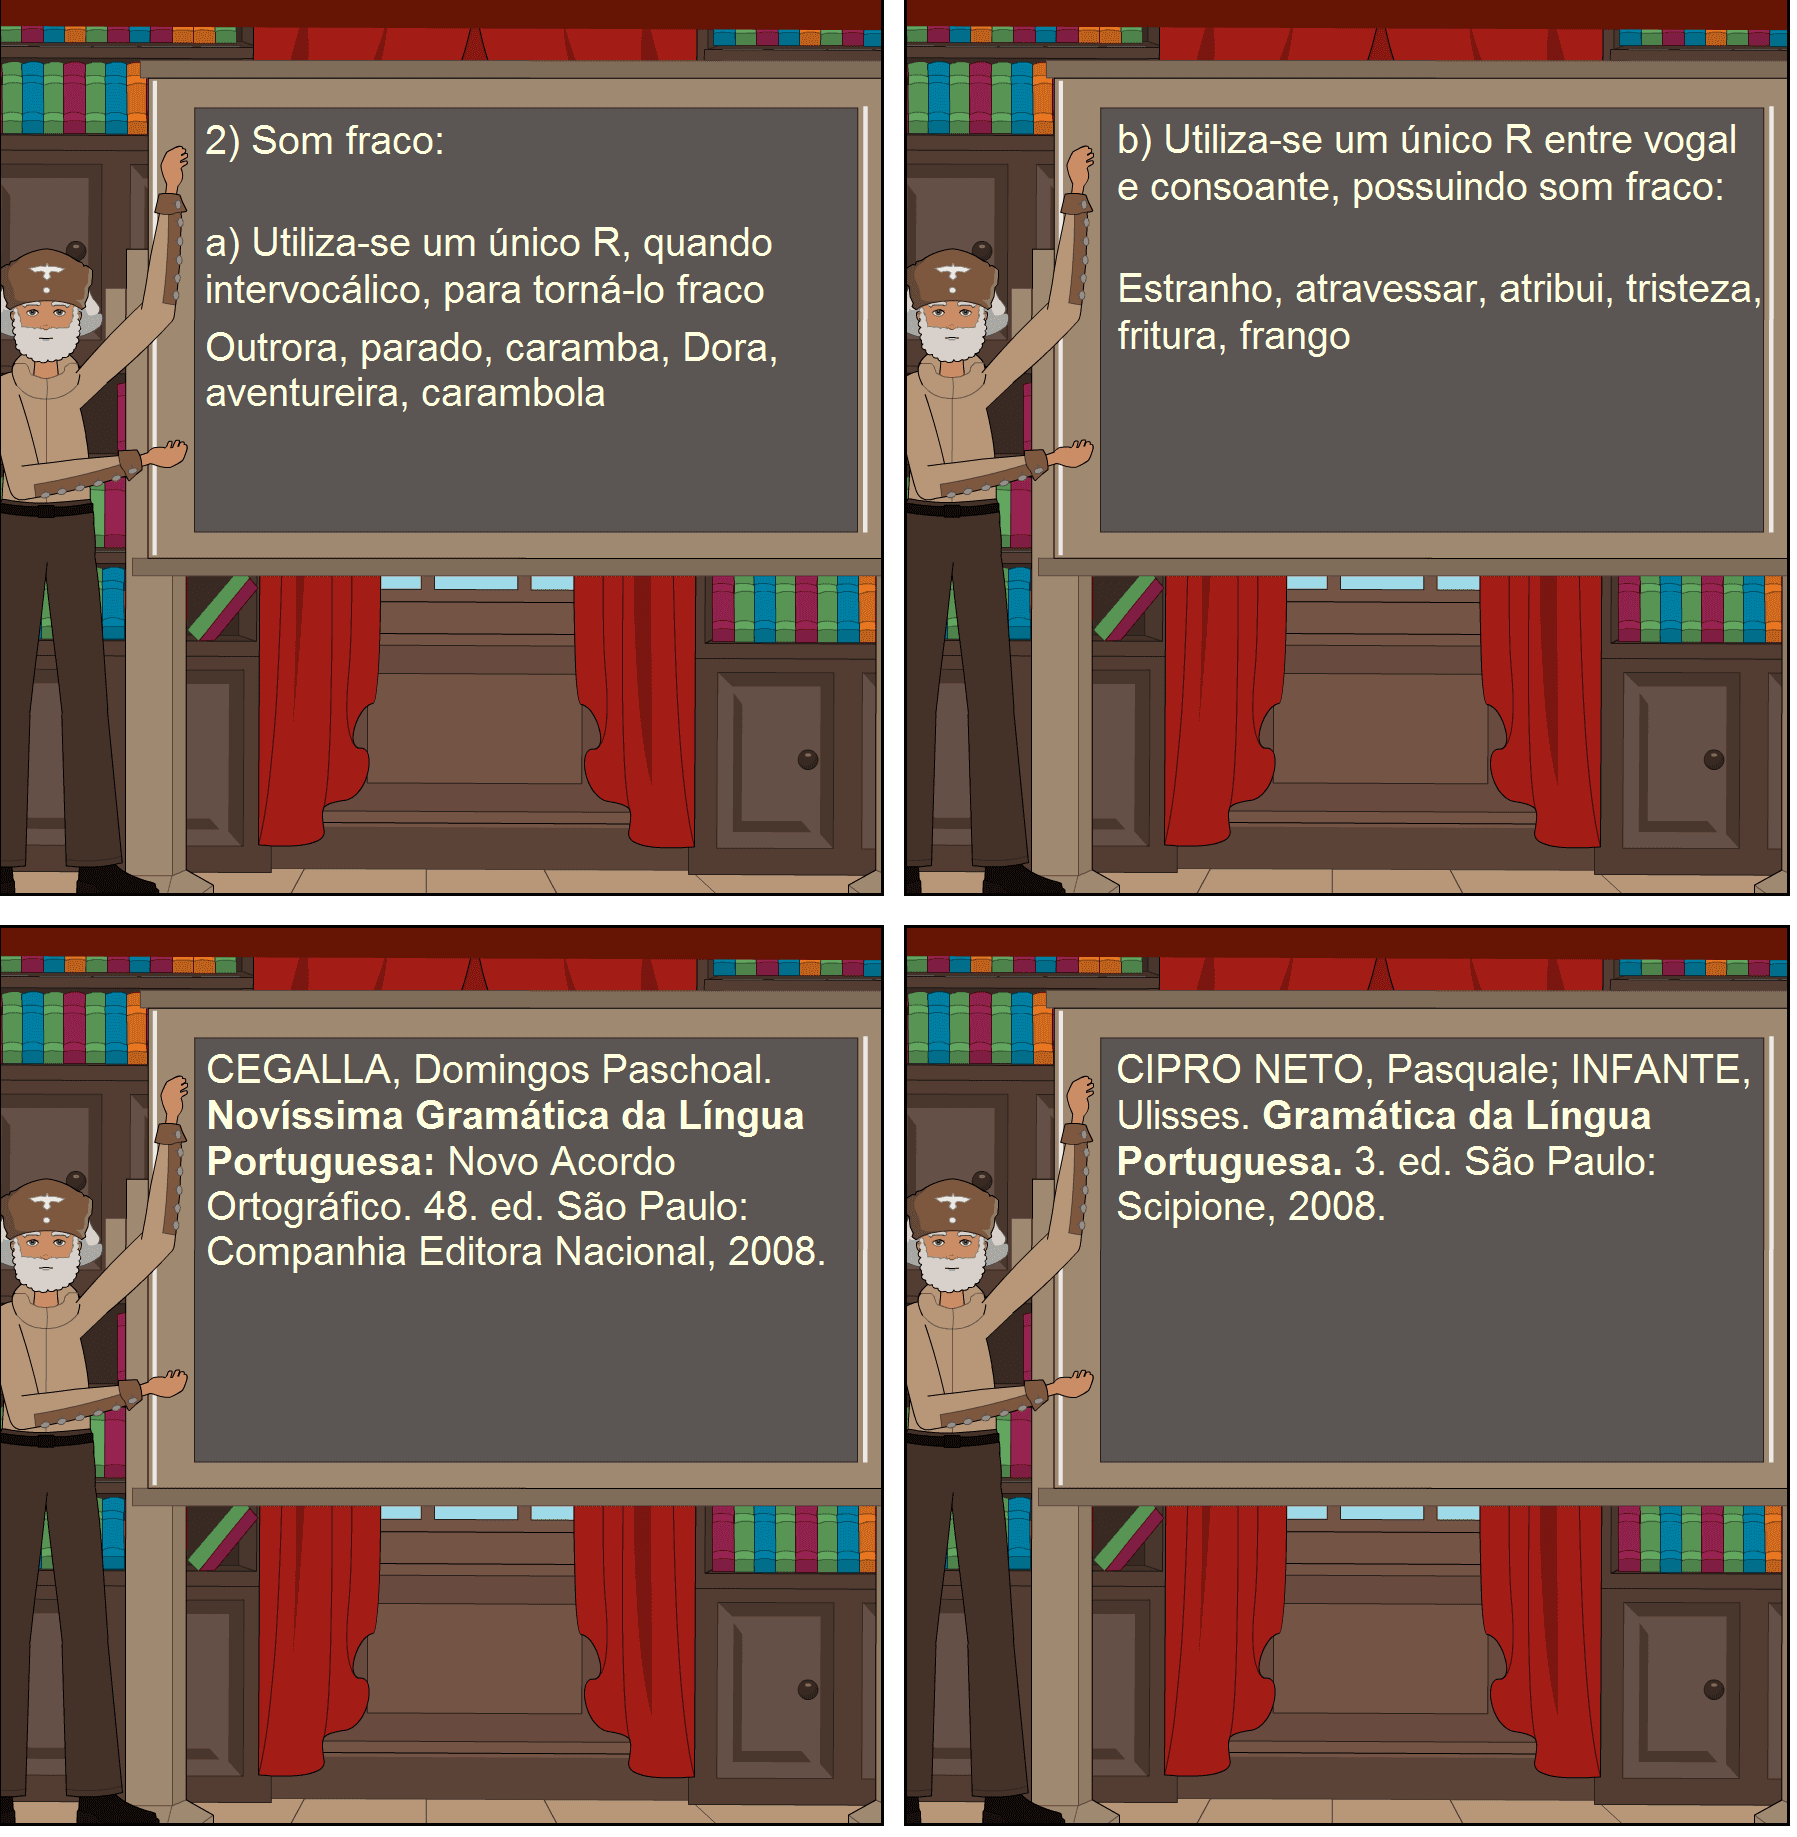 2) Som fraco:
a) Utiliza-se um único R, quando
intervocálico, para torná-lo fraco
Outrora, parado, caramba, Dora,
aventureira, carambola
b) Utiliza-se um único R entre vogal
e consoante, possuindo som fraco:
Estranho, atravessar, atribui, tristeza,
fritura, frango
CEGALLA, Domingos Paschoal.
Novíssima Gramática da Língua
Portuguesa: Novo Acordo
Ortográfico. 48. ed. São Paulo:
Companhia Editora Nacional, 2008.
CIPRO NETO, Pasquale; INFANTE,
Ulisses. Gramática da Língua
Portuguesa. 3. ed. São Paulo:
Scipione, 2008.